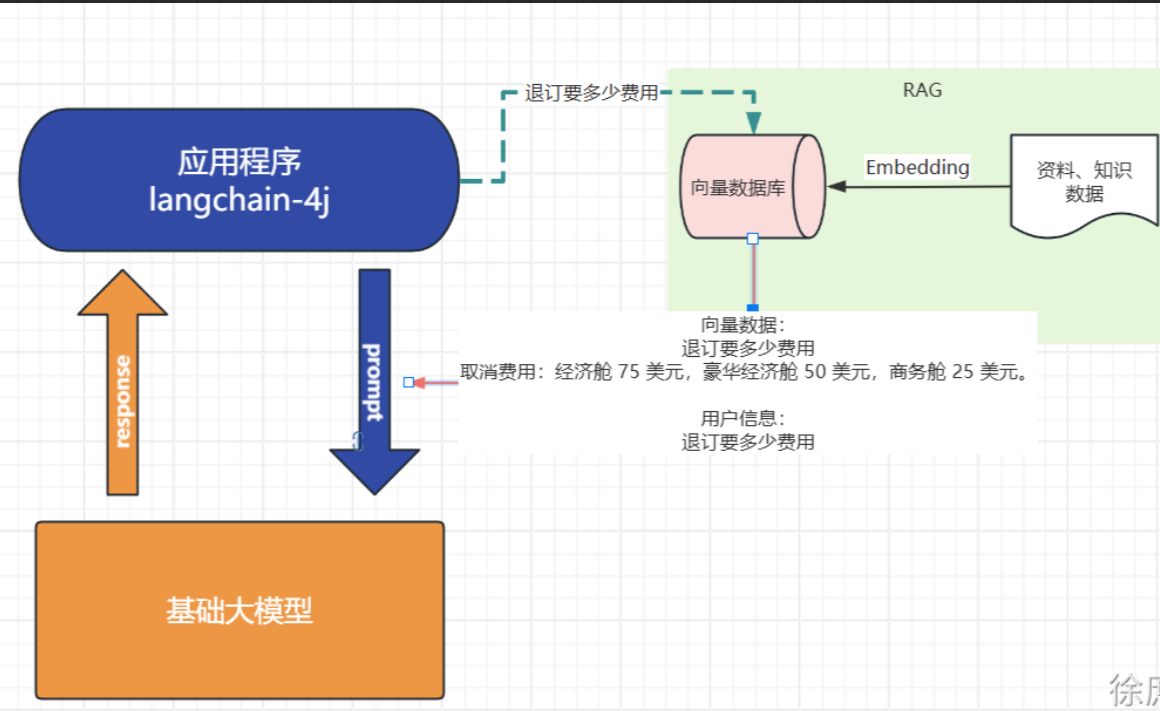 退订要多少费用
RAG
应用程序
langchain-4j
向量数据库
Embedding
资料、知识
数据
response
prompt
向量数据：
退订要多少费用
取消费用：经济舱 75 美元，豪华经济舱 50 美元，商务舱 25 美元。
用户信息：
退订要多少费用
基础大模型
徐